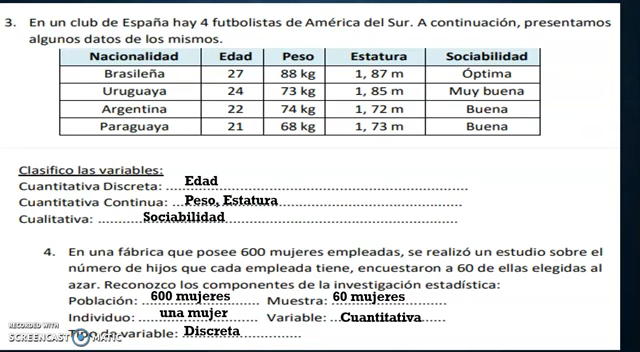 3. En un club de España hay 4 futbolistas de América del Sur. A continuación, presentamos
algunos datos de los mismos.
Nacionalidad Edad Peso Estatura Sociabilidad
Brasileña 27 88 kg 1, 87 m Óptima
Uruguaya 24 73 kg 1, 85 m Muy buena
Argentina 22 74 kg 1, 72 m Buena
Paraguaya 21 68 kg 1, 73 m Buena
Clasifico las variables:
Cuantitativa Discreta: Edad
Cuantitativa Continua: Peso, Estatura
Cualitativa: Sociabilidad
4. En una fábrica que posee 600 mujeres empleadas, se realizó un estudio sobre el
número de hijos que cada empleada tiene, encuestaron a 60 de ellas elegidas al
azar. Reconozco los componentes de la investigación estadística:
Población: 600 mujeres Muestra: 60 mujeres
Individuo: una mujer Variable: Cuantitativa
Tipo de variable: Discreta
RECORDED WITH
SCREENCAST MATIC